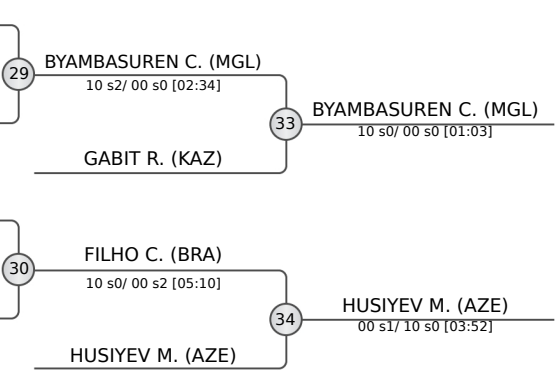 29
BYAMBASUREN C. (MGL)
10 s2/ 00 s0 [02:34]
33
BYAMBASUREN C. (MGL)
10 s0/ 00 s0 [01:03]
GABIT R. (KAZ)
30
FILHO C. (BRA)
10 s0/ 00 s2 [05:10]
34
HUSIYEV M. (AZE)
00 s1/ 10 s0 [03:52]
HUSIYEV M. (AZE)